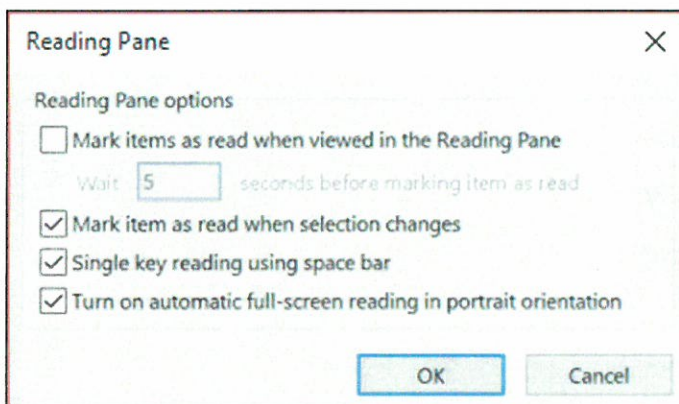 Reading Pane
Reading Pane options
Mark items as read when viewed in the Reading Pane
Wait 5 seconds before marking item as read
Mark item as read when selection changes
Single key reading using space bar
Turn on automatic full-screen reading in portrait orientation
OK Cancel